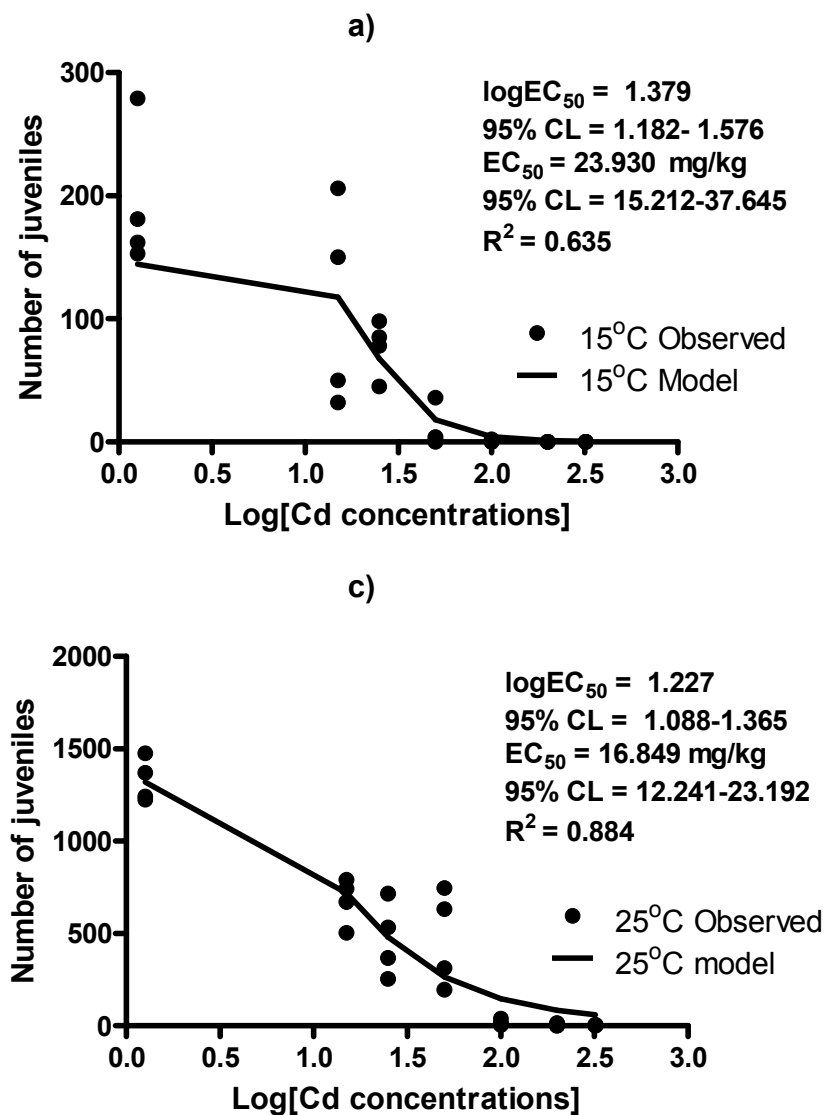 a)
300
200
100
0
Number of juveniles
logEC50 = 1.379
95% CL = 1.182- 1.576
EC50 = 23.930 mg/kg
95% CL = 15.212-37.645
R2 = 0.635
15oC Observed
15oC Model
0.0 0.5 1.0 1.5 2.0 2.5 3.0
Log[Cd concentrations]
c)
2000
1500
1000
500
0
Number of juveniles
logEC50 = 1.227
95% CL = 1.088-1.365
EC50 = 16.849 mg/kg
95% CL = 12.241-23.192
R2 = 0.884
25oC Observed
25oC model
0.0 0.5 1.0 1.5 2.0 2.5 3.0
Log[Cd concentrations]